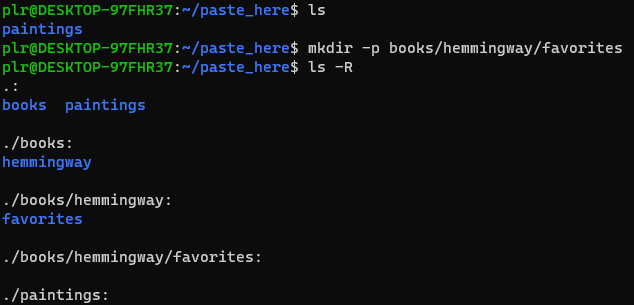 plr@DESKTOP-97FHR37:~/paste_here$ ls
paintings
plr@DESKTOP-97FHR37:~/paste_here$ mkdir -p books/hemmingway/favorites
plr@DESKTOP-97FHR37:~/paste_here$ ls -R
.:
books  paintings

./books:
hemmingway

./books/hemmingway:
favorites

./books/hemmingway/favorites:

./paintings: